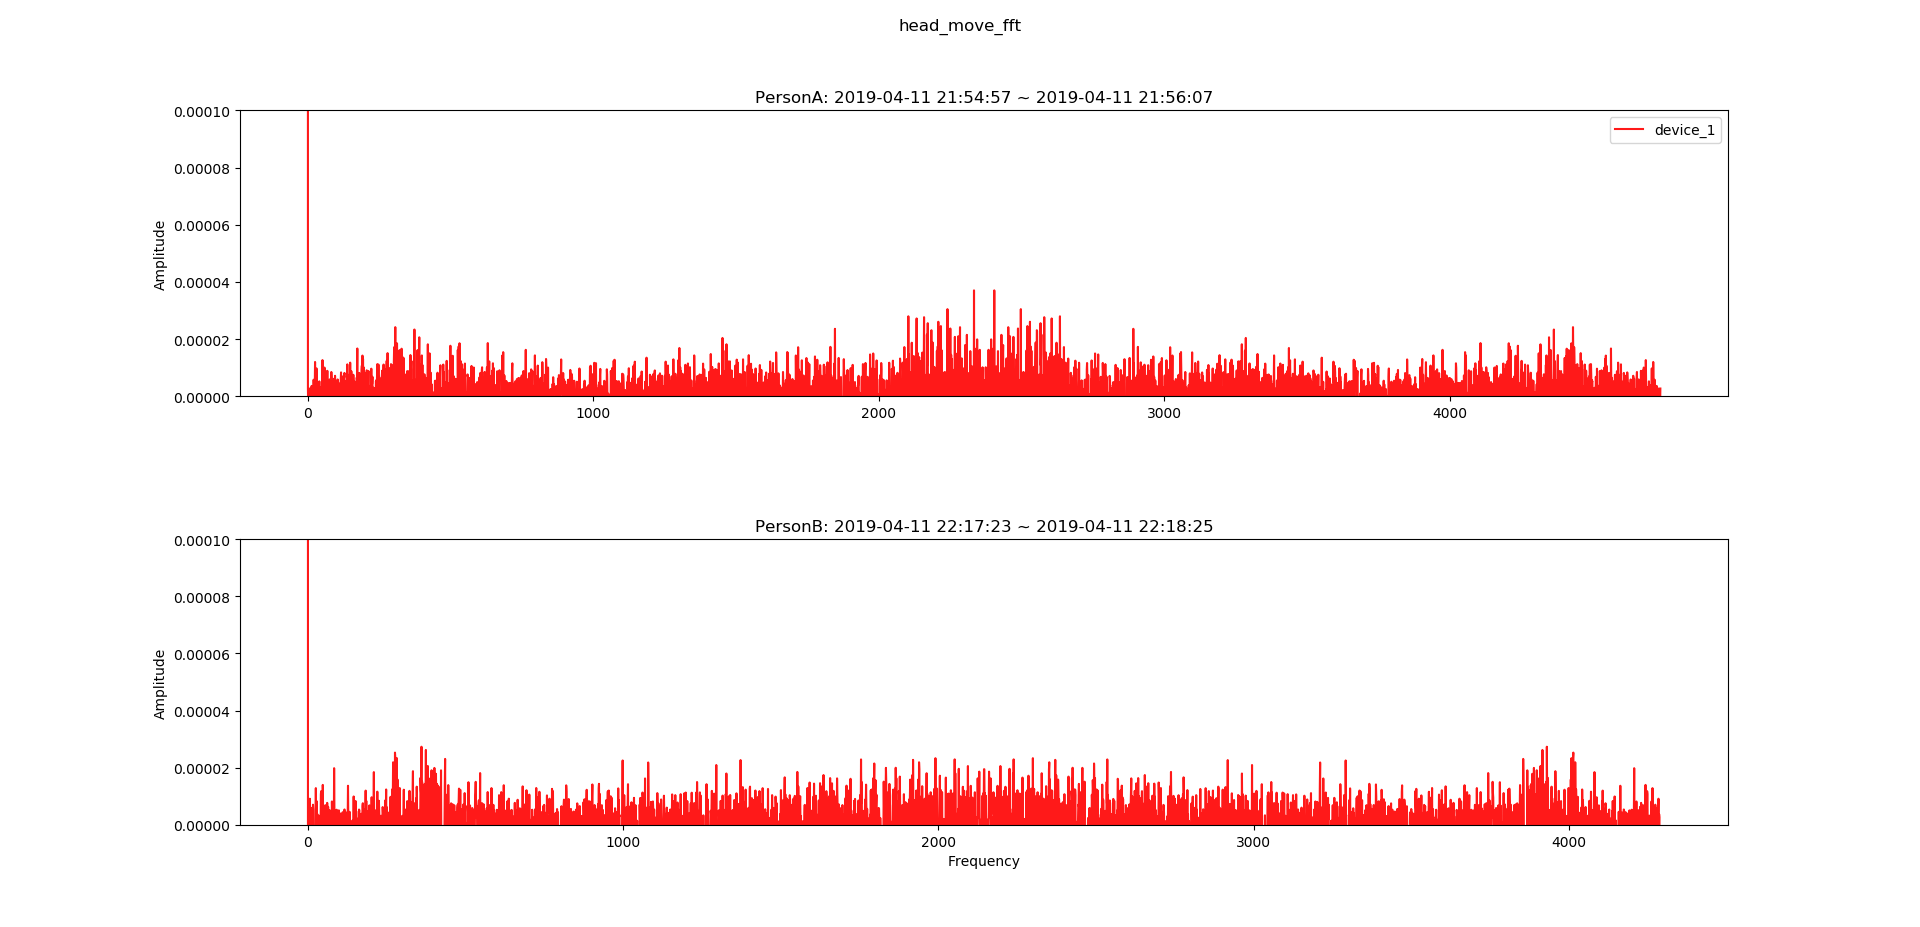 head_move_fft
PersonA: 2019-04-11 21:54:57 ~ 2019-04-11 21:56:07
device_1
Amplitude
0.00010
0.00008
0.00006
0.00004
0.00002
0.00000
0 1000 2000 3000 4000
PersonB: 2019-04-11 22:17:23 ~ 2019-04-11 22:18:25
Amplitude
0.00010
0.00008
0.00006
0.00004
0.00002
0.00000
0 1000 2000 3000 4000
Frequency